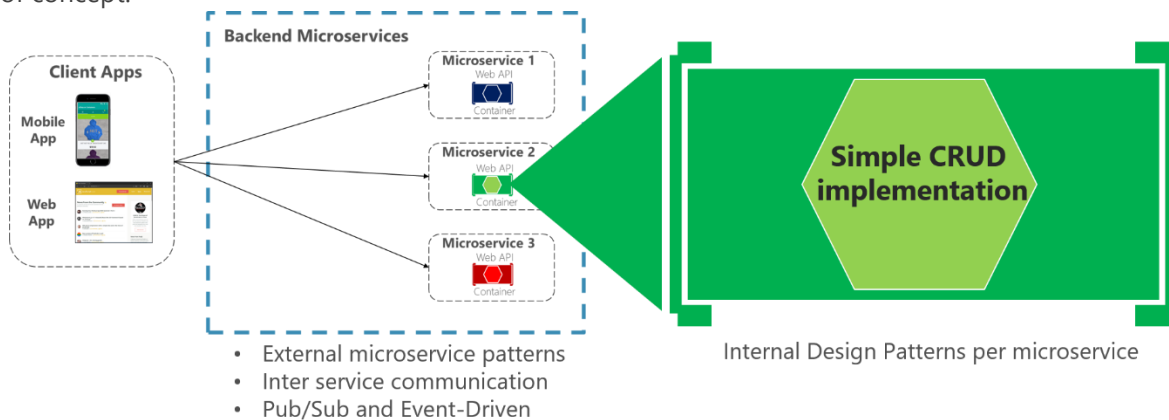 of concept.
Backend Microservices
Client Apps
Mobile
App
Web
App
Microservice 1
Web API
Container
Microservice 2
Web API
Container
Microservice 3
Web API
Container
Simple CRUD
implementation
• External microservice patterns
• Inter service communication
• Pub/Sub and Event-Driven
Internal Design Patterns per microservice